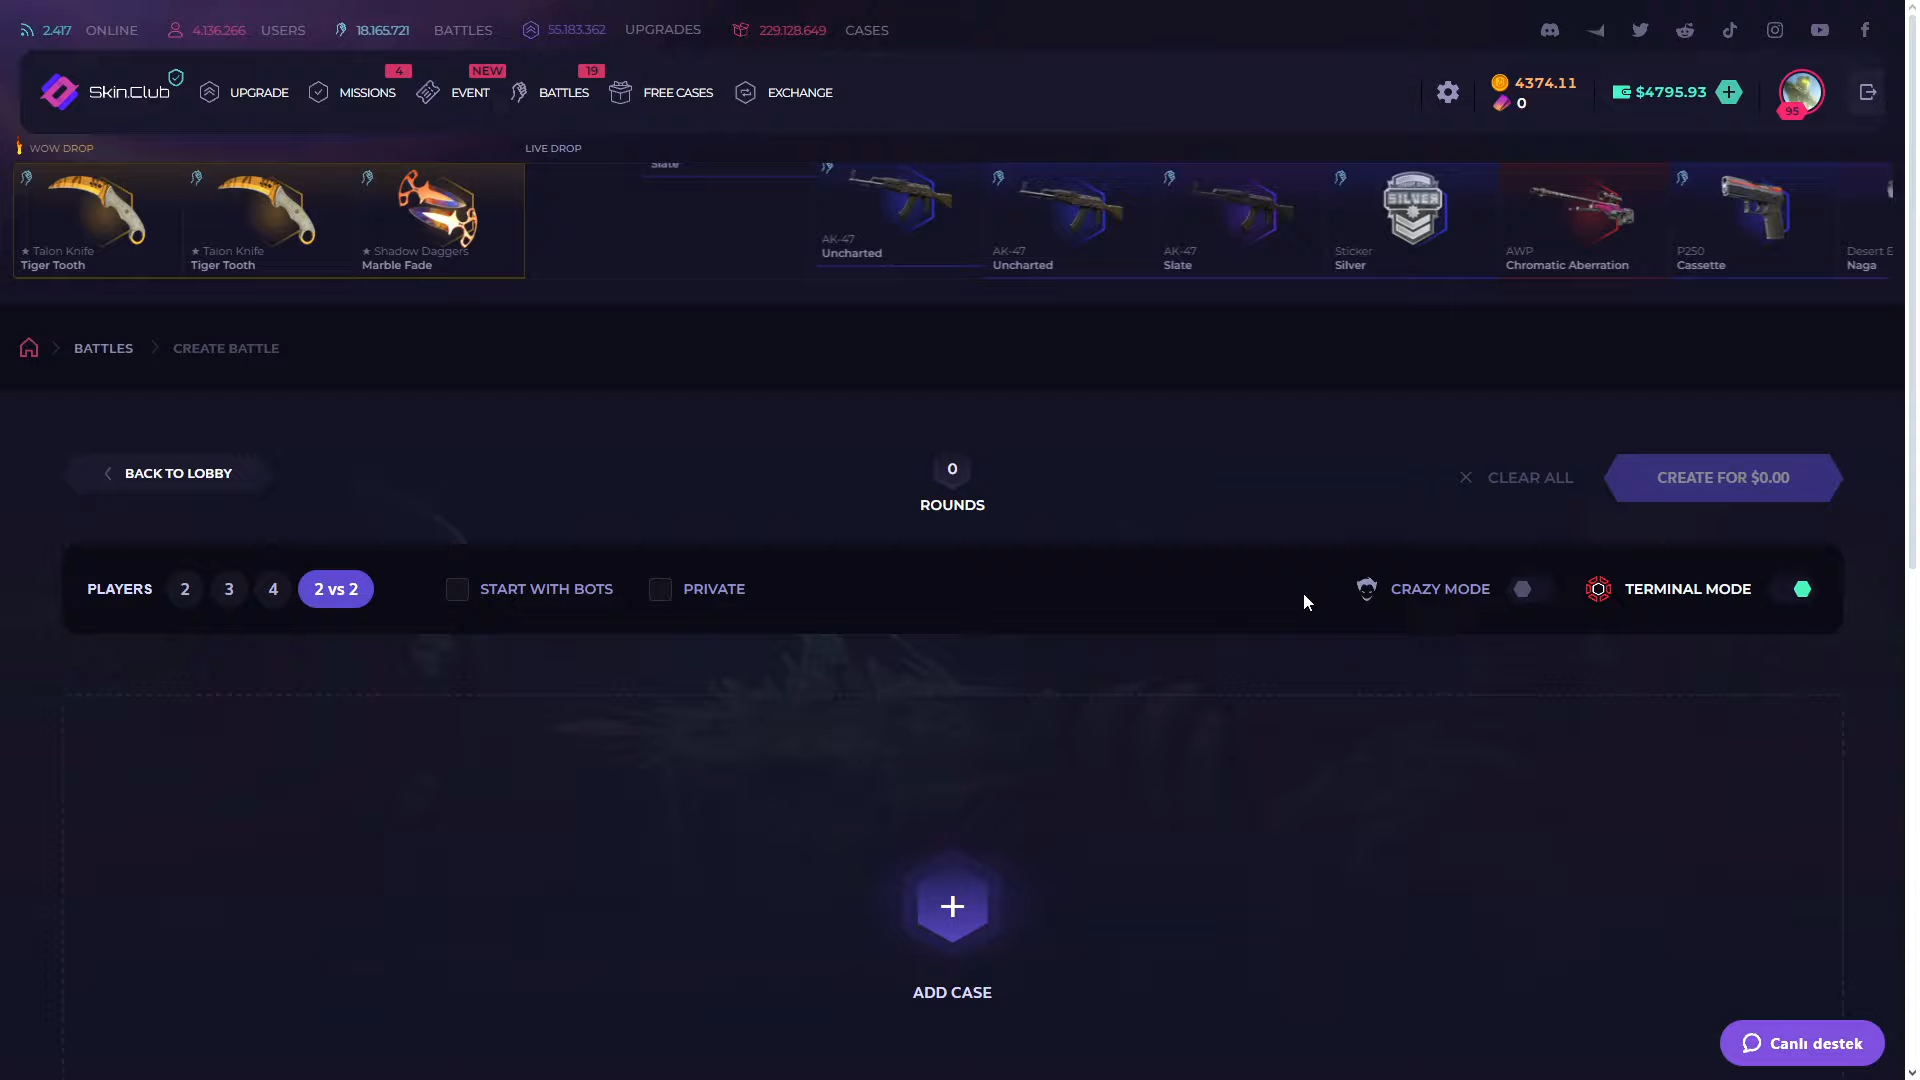 2.417 ONLINE 4.136.266 USERS 18.165.721 BATTLES 55.183.362 UPGRADES 229.128.649 CASES
Skin.Club UPGRADE 4 MISSIONS NEW EVENT 19 BATTLES FREE CASES EXCHANGE 4374.11 0 $4795.93 95
WOW DROP LIVE DROP
Slate
★ Talon Knife
Tiger Tooth
★ Talon Knife
Tiger Tooth
★ Shadow Daggers
Marble Fade
AK-47
Uncharted
AK-47
Uncharted
AK-47
Slate
SILVER
Sticker
Silver
AWP
Chromatic Aberration
P250
Cassette
Desert E
Naga
BATTLES CREATE BATTLE
BACK TO LOBBY
0
ROUNDS
CLEAR ALL
CREATE FOR $0.00
PLAYERS 2 3 4 2 vs 2 START WITH BOTS PRIVATE CRAZY MODE TERMINAL MODE
+
ADD CASE
Canlı destek